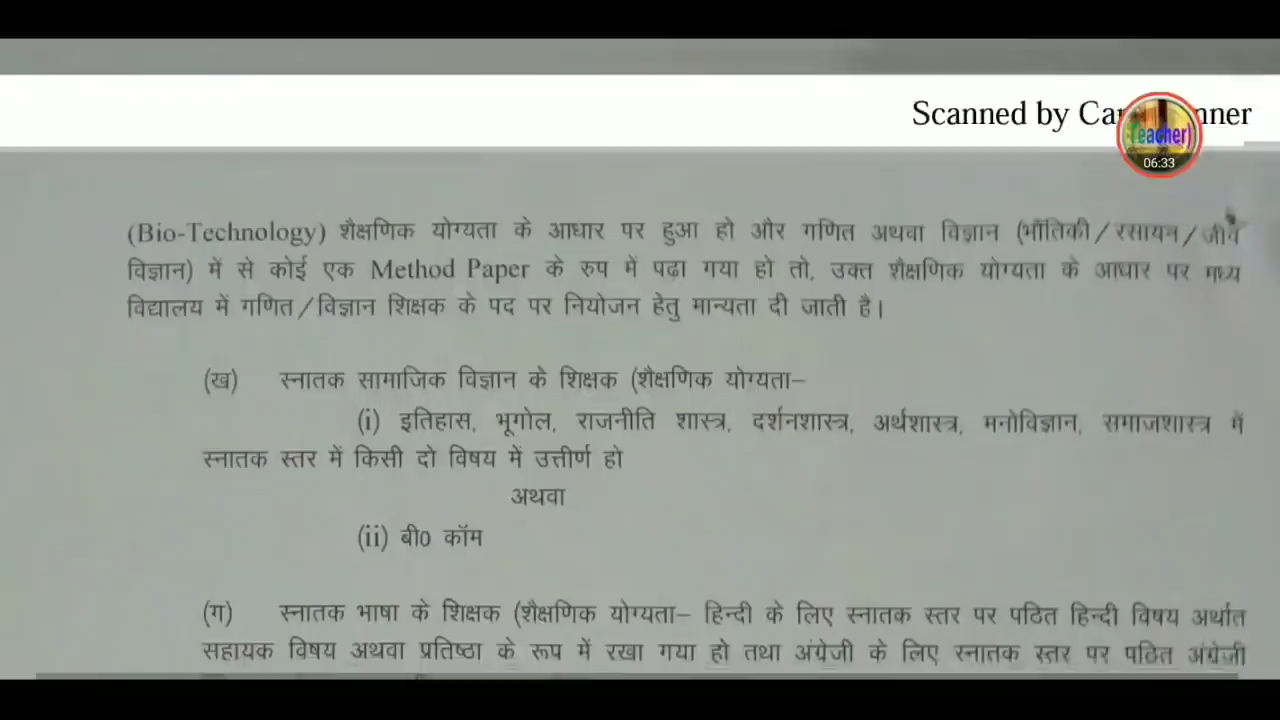 Scanned by
Teacher
06:33
(Bio-Technology) शैक्षणिक योग्यता के आधार पर हुआ हो और गणित अथवा विज्ञान (भौतिकी/रसायन/जीव
विज्ञान) में से कोई एक Method Paper के रुप में पढा गया हो तो, उक्त शैक्षणिक योग्यता के आधार पर मध्य
विद्यालय में गणित/विज्ञान शिक्षक के पद पर नियोजन हेतु मान्यता दी जाती है।
(ख) स्नातक सामाजिक विज्ञान के शिक्षक (शैक्षणिक योग्यता–
(i) इतिहास, भूगोल, राजनीति शास्त्र, दर्शनशास्त्र, अर्थशास्त्र, मनोविज्ञान, समाजशास्त्र में
स्नातक स्तर में किसी दो विषय में उत्तीर्ण हो
अथवा
(ii) बी0 कॉम
(ग) स्नातक भाषा के शिक्षक (शैक्षणिक योग्यता– हिन्दी के लिए स्नातक स्तर पर पठित हिन्दी विषय अर्थात
सहायक विषय अथवा प्रतिष्ठा के रूप में रखा गया हो तथा अंग्रेजी के लिए स्नातक स्तर पर पठित अंग्रेजी